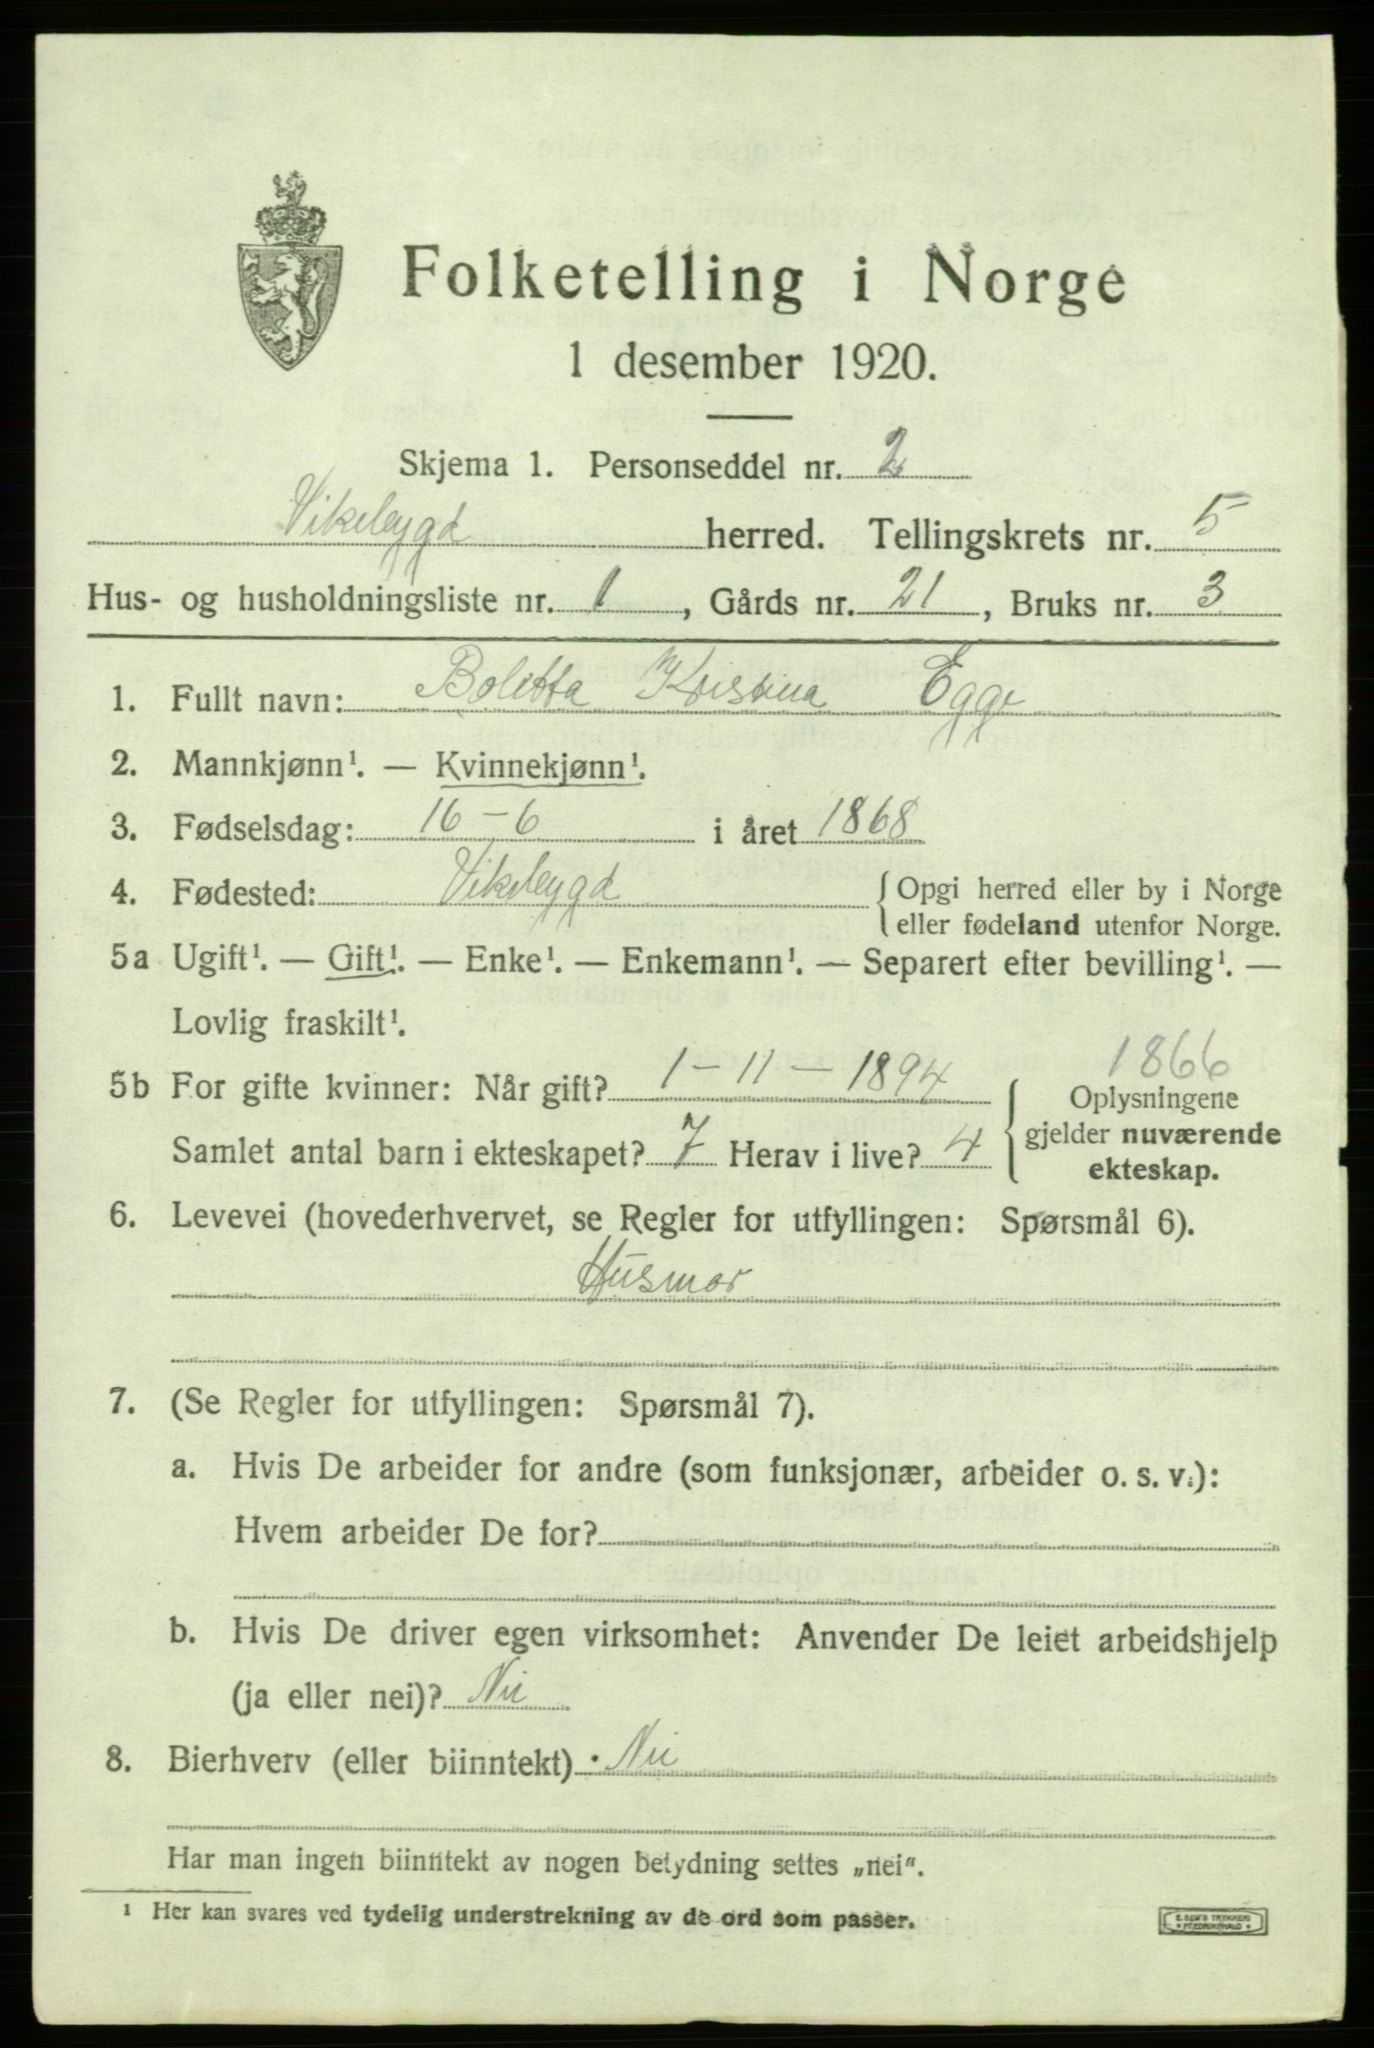 Folketelling i Norge
1 desember 1920.
Skjema 1. Personseddel nr. 2
Vikebygd herred. Tellingskrets nr. 5
Hus- og husholdningsliste nr. 1, Gårds nr. 21, Bruks nr. 3
1. Fullt navn: Boletta Kristina Egge
2. Mannkjønn¹. — Kvinnekjønn¹.
3. Fødselsdag: 16-6 i året 1868
4. Fødested: Vikebygd { Opgi herred eller by i Norge
eller fødeland utenfor Norge.
5a Ugift¹. — Gift¹. — Enke¹. — Enkemann¹. — Separert efter bevilling¹. —
Lovlig fraskilt¹.
1866
5b For gifte kvinner: Når gift? 1-11-1894
Samlet antal barn i ekteskapet? 7 Herav i live? 4
{ Oplysningene
gjelder nuværende
ekteskap.
6. Levevei (hovederhvervet, se Regler for utfyllingen: Spørsmål 6).
Husmor
7. (Se Regler for utfyllingen: Spørsmål 7).
a. Hvis De arbeider for andre (som funksjonær, arbeider o. s. v.):
Hvem arbeider De for?
b. Hvis De driver egen virksomhet: Anvender De leiet arbeidshjelp
(ja eller nei)? Nei
8. Bierhverv (eller biinntekt) Nei
Har man ingen biinntekt av nogen betydning settes „nei".
¹ Her kan svares ved tydelig understrekning av de ord som passer.
E. SEM'S TRYKKERI
FREDRIKSHALD